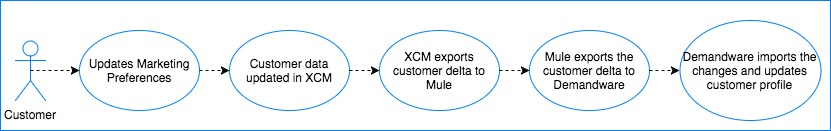 Customer
Updates Marketing
Preferences
Customer data
updated in XCM
XCM exports
customer delta to
Mule
Mule exports the
customer delta to
Demandware
Demandware imports the
changes and updates
customer profile